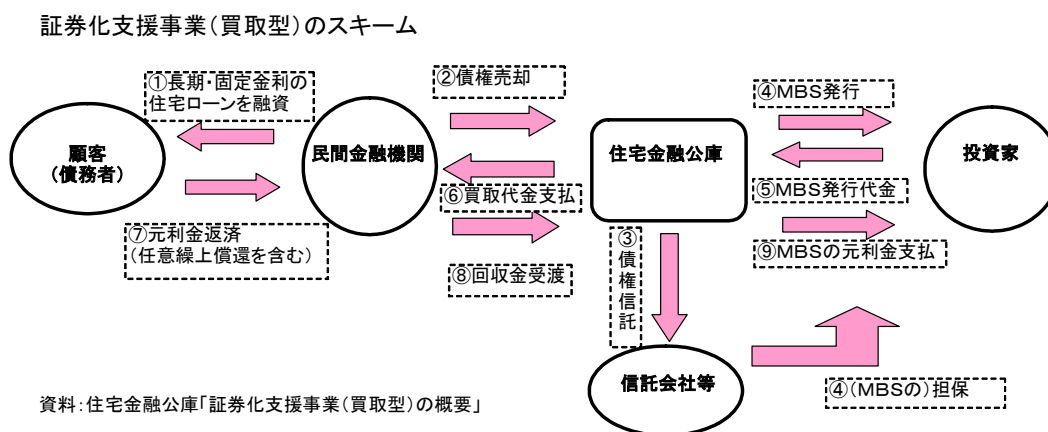 証券化支援事業(買取型)のスキーム
①長期・固定金利の
住宅ローンを融資
②債権売却
④MBS発行
顧客
(債務者)
民間金融機関
住宅金融公庫
投資家
⑥買取代金支払
⑤MBS発行代金
⑦元利金返済
(任意繰上償還を含む)
⑧回収金受渡
③債権信託
⑨MBSの元利金支払
信託会社等
④(MBSの)担保
資料:住宅金融公庫「証券化支援事業(買取型)の概要」